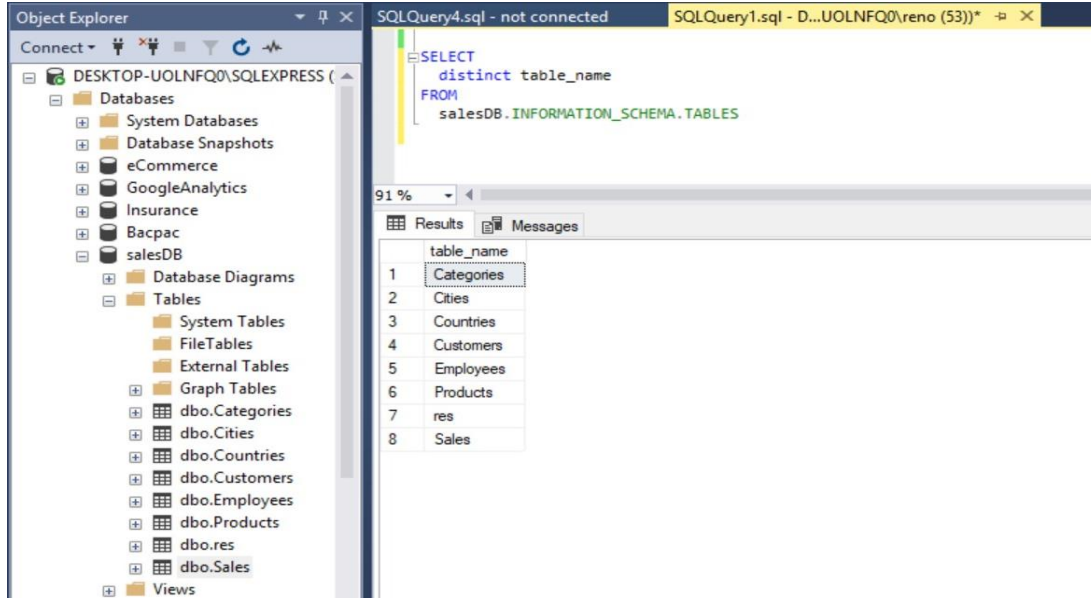 Object Explorer
Connect
DESKTOP-UOLNFQ0\SQLEXPRESS (
Databases
System Databases
Database Snapshots
eCommerce
GoogleAnalytics
Insurance
Bacpac
salesDB
Database Diagrams
Tables
System Tables
FileTables
External Tables
Graph Tables
dbo.Categories
dbo.Cities
dbo.Countries
dbo.Customers
dbo.Employees
dbo.Products
dbo.res
dbo.Sales
Views
SQLQuery4.sql - not connected
SQLQuery1.sql - D...UOLNFQ0\reno (53))*
SELECT
distinct table_name
FROM
salesDB.INFORMATION_SCHEMA.TABLES
91 %
Results Messages
table_name
1 Categories
2 Cities
3 Countries
4 Customers
5 Employees
6 Products
7 res
8 Sales